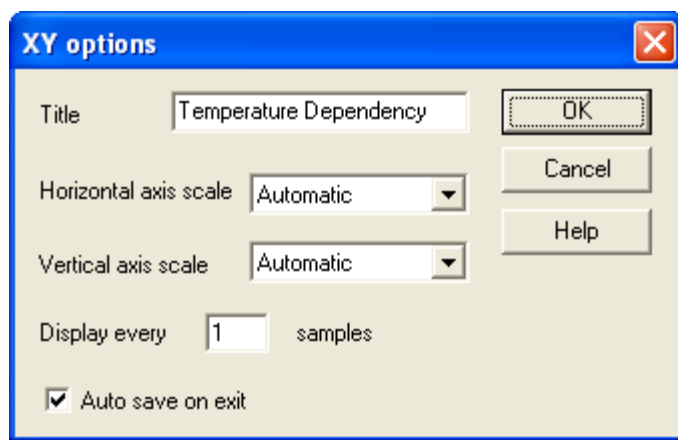 XY options
Title
Temperature Dependency
OK
Horizontal axis scale
Automatic
Cancel
Vertical axis scale
Automatic
Help
Display every
1
samples
Auto save on exit